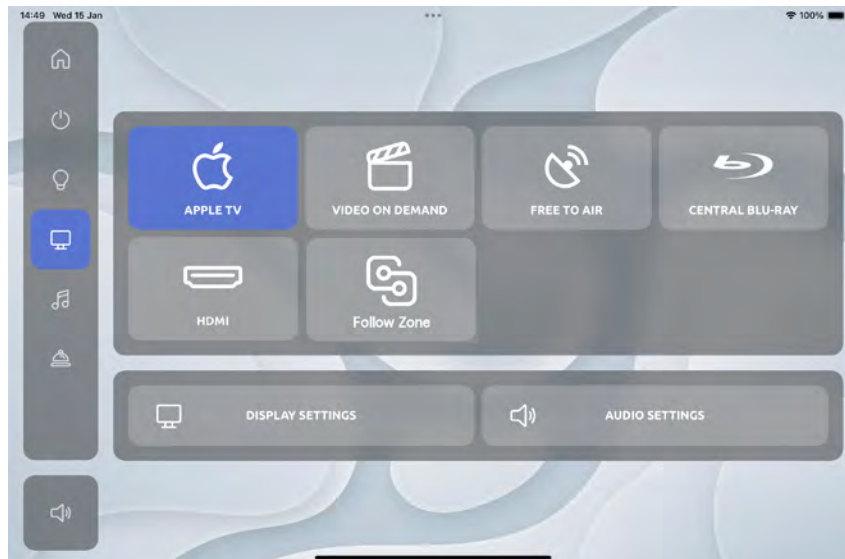 14:49 Wed 15 Jan
100%
APPLE TV
VIDEO ON DEMAND
FREE TO AIR
CENTRAL BLU-RAY
HDMI
Follow Zone
DISPLAY SETTINGS
AUDIO SETTINGS